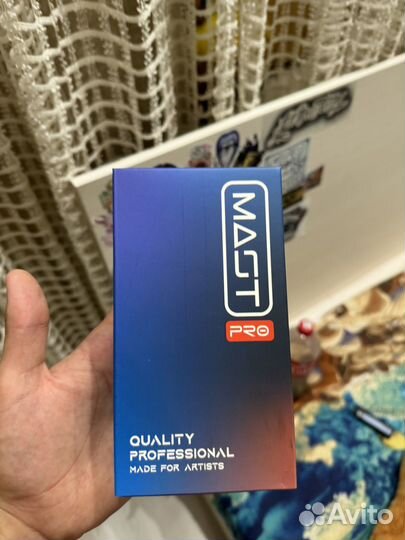 MAST
PRO
QUALITY
PROFESSIONAL
MADE FOR ARTISTS
Avito